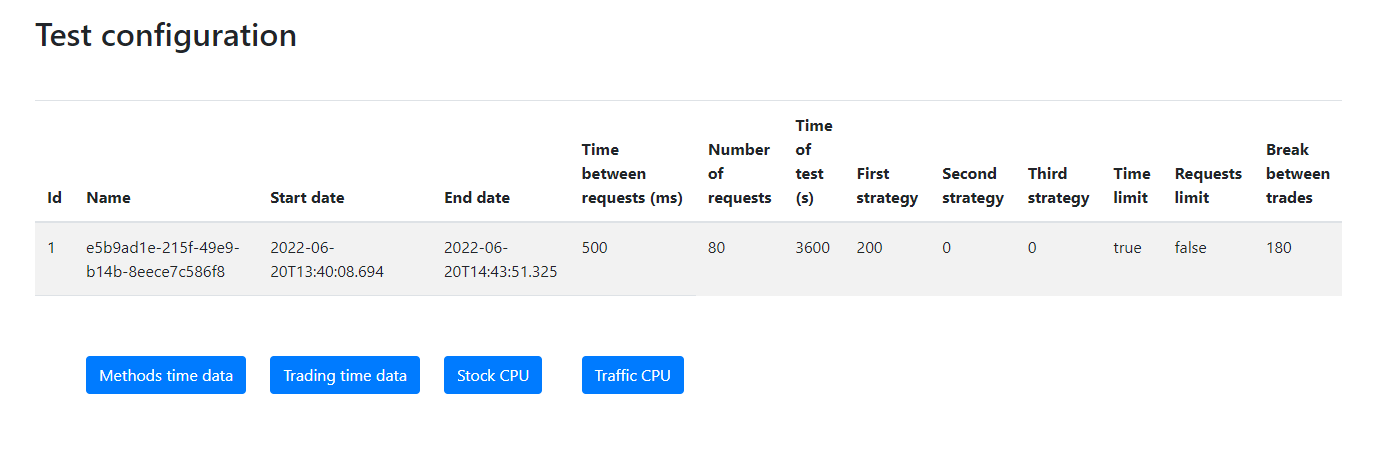 Test configuration
Id Name Start date End date Time between requests (ms) Number of requests Time of test (s) First strategy Second strategy Third strategy Time limit Requests limit Break between trades
1 e5b9ad1e-215f-49e9-b14b-8eece7c586f8 2022-06-20T13:40:08.694 2022-06-20T14:43:51.325 500 80 3600 200 0 0 true false 180
Methods time data Trading time data Stock CPU Traffic CPU